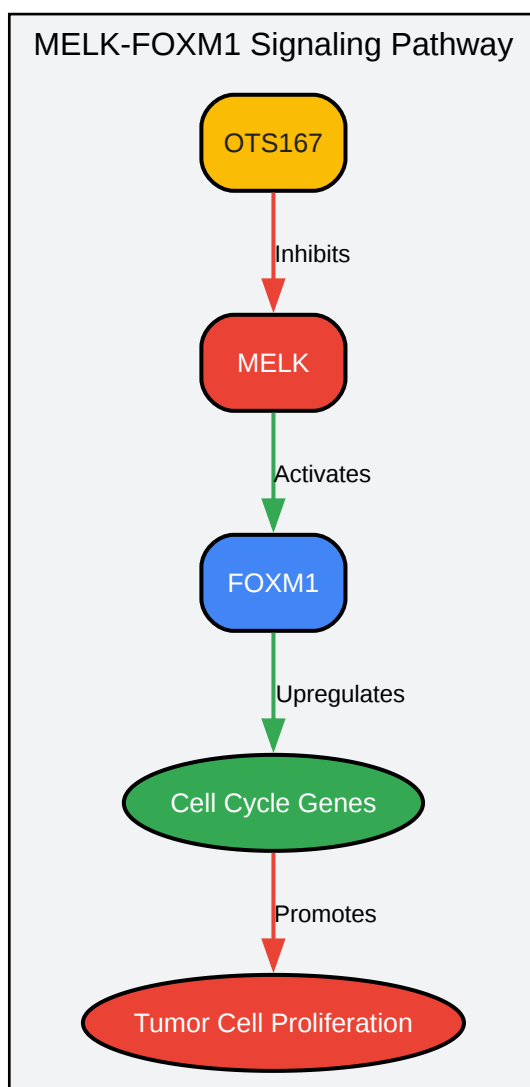 MELK-FOXM1 Signaling Pathway
OTS167
Inhibits
MELK
Activates
FOXM1
Upregulates
Cell Cycle Genes
Promotes
Tumor Cell Proliferation